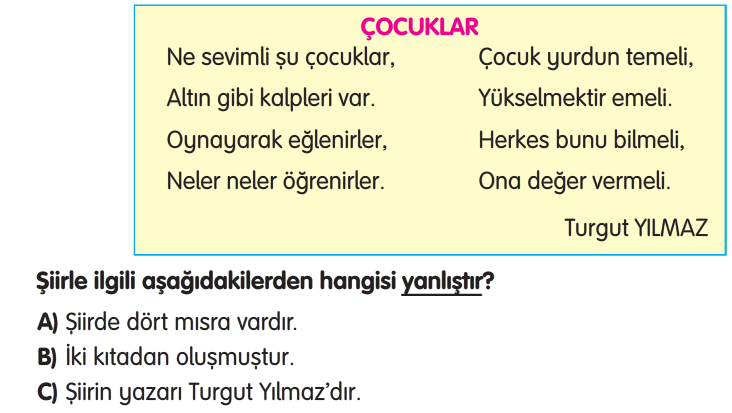 ÇOCUKLAR
Ne sevimli şu çocuklar,
Altın gibi kalpleri var.
Oynayarak eğlenirler,
Neler neler öğrenirler.
Çocuk yurdun temeli,
Yükselmektir emeli.
Herkes bunu bilmeli,
Ona değer vermeli.
Turgut YILMAZ
Şiirle ilgili aşağıdakilerden hangisi yanlıştır?
A) Şiirde dört mısra vardır.
B) İki kıtadan oluşmuştur.
C) Şiirin yazarı Turgut Yılmaz’dır.